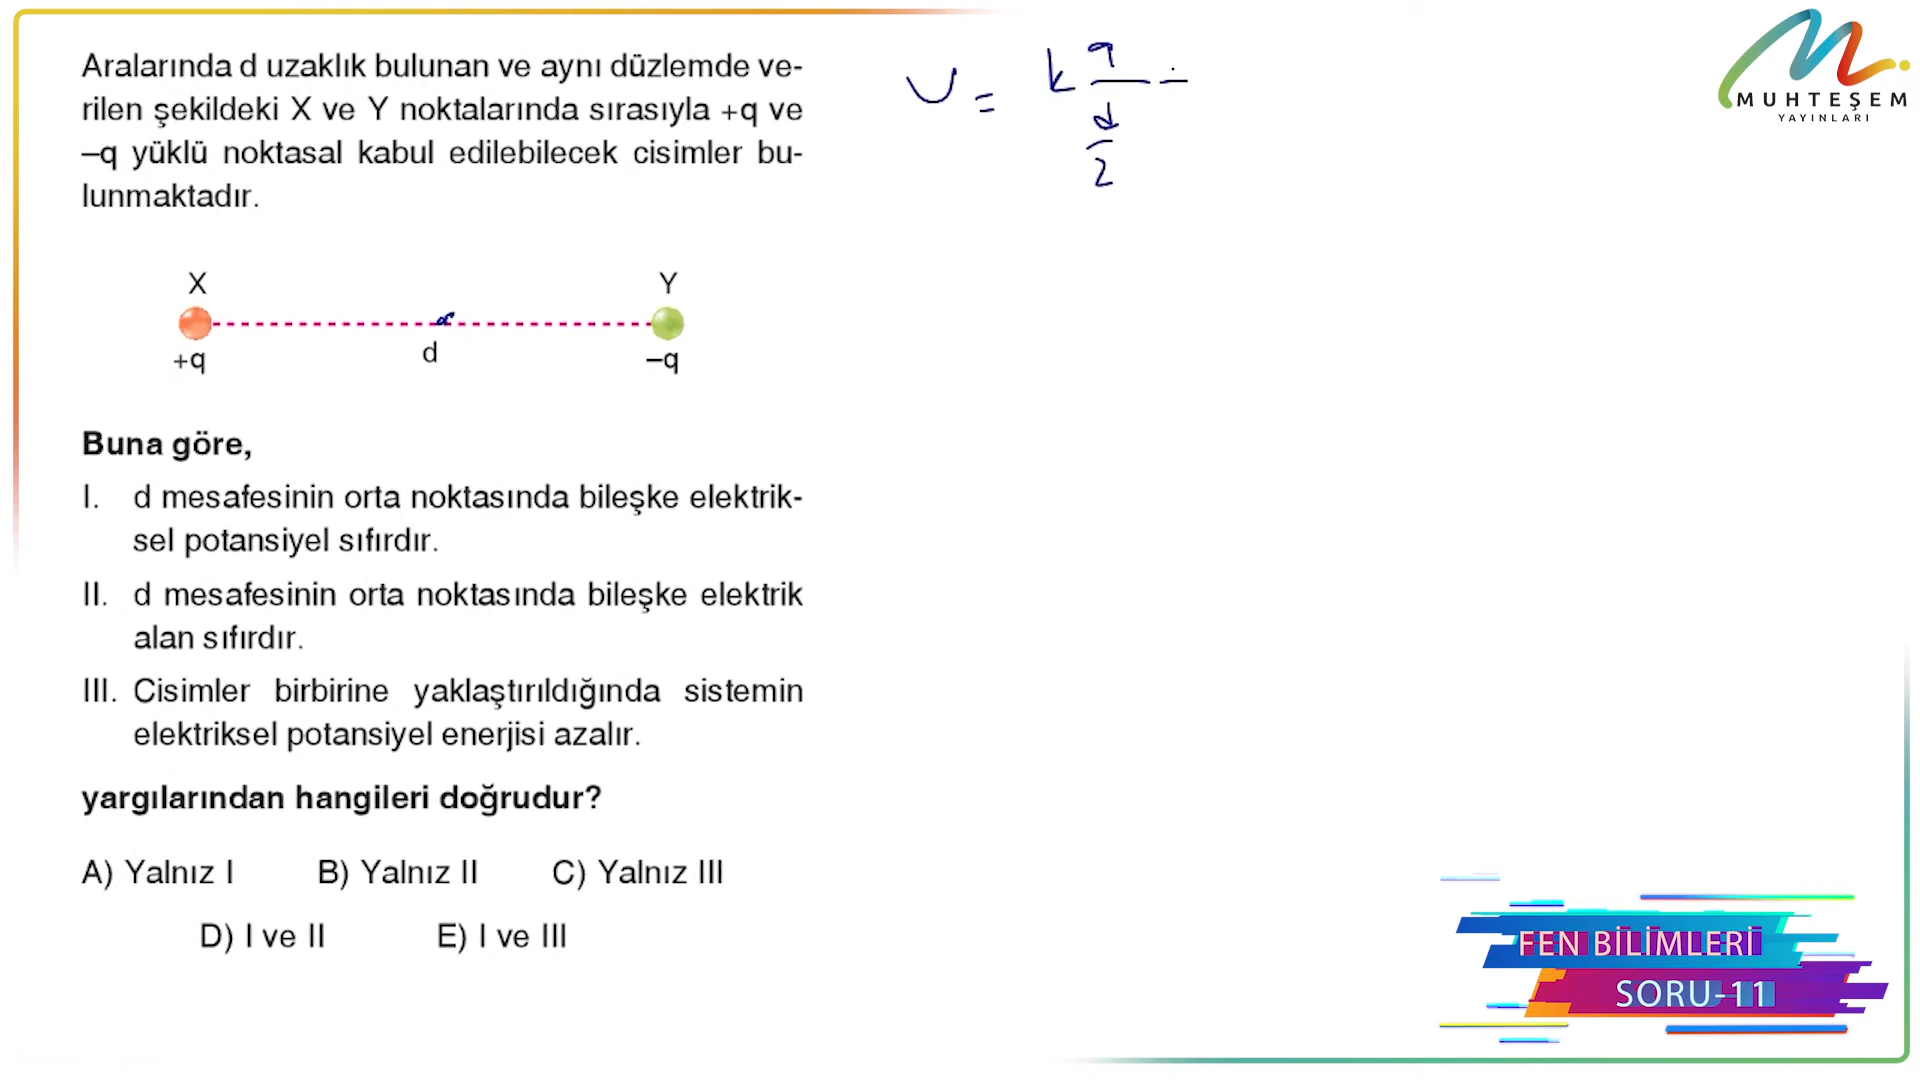 Aralarında d uzaklık bulunan ve aynı düzlemde ve-
rilen şekildeki X ve Y noktalarında sırasıyla +q ve
–q yüklü noktasal kabul edilebilecek cisimler bu-
lunmaktadır.
X Y
d
+q –q
Buna göre,
I. d mesafesinin orta noktasında bileşke elektrik-
sel potansiyel sıfırdır.
II. d mesafesinin orta noktasında bileşke elektrik
alan sıfırdır.
III. Cisimler birbirine yaklaştırıldığında sistemin
elektriksel potansiyel enerjisi azalır.
yargılarından hangileri doğrudur?
A) Yalnız I B) Yalnız II C) Yalnız III
D) I ve II E) I ve III
q
U = k
d
2
MUHTEŞEM
YAYINLARI
FEN BİLİMLERİ
SORU-11